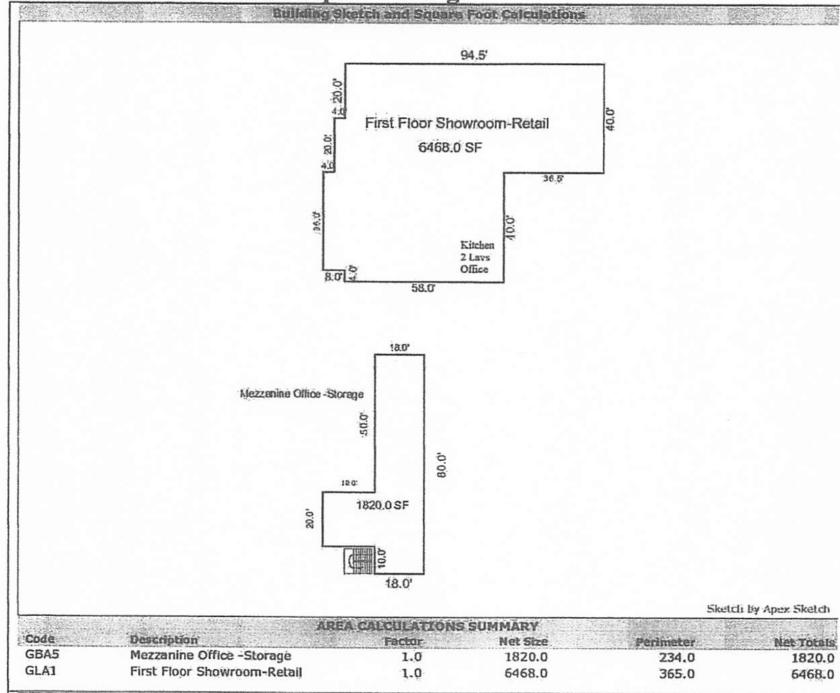 Building Sketch and Square Foot Calculations
94.5'
20.0'
First Floor Showroom-Retail
40.0'
6468.0 SF
20.0'
36.5'
36.0'
40.0'
Kitchen
2 Lavs
Office
8.0'
4.0'
58.0'
18.0'
Mezzanine Office -Storage
50.0'
80.0'
1820.0 SF
20.0'
10.0'
18.0'
Sketch by Apex Sketch
AREA CALCULATIONS SUMMARY
Code Description Factor Net Size Perimeter Net Totals
GBA5 Mezzanine Office -Storage 1.0 1820.0 234.0 1820.0
GLA1 First Floor Showroom-Retail 1.0 6468.0 365.0 6468.0